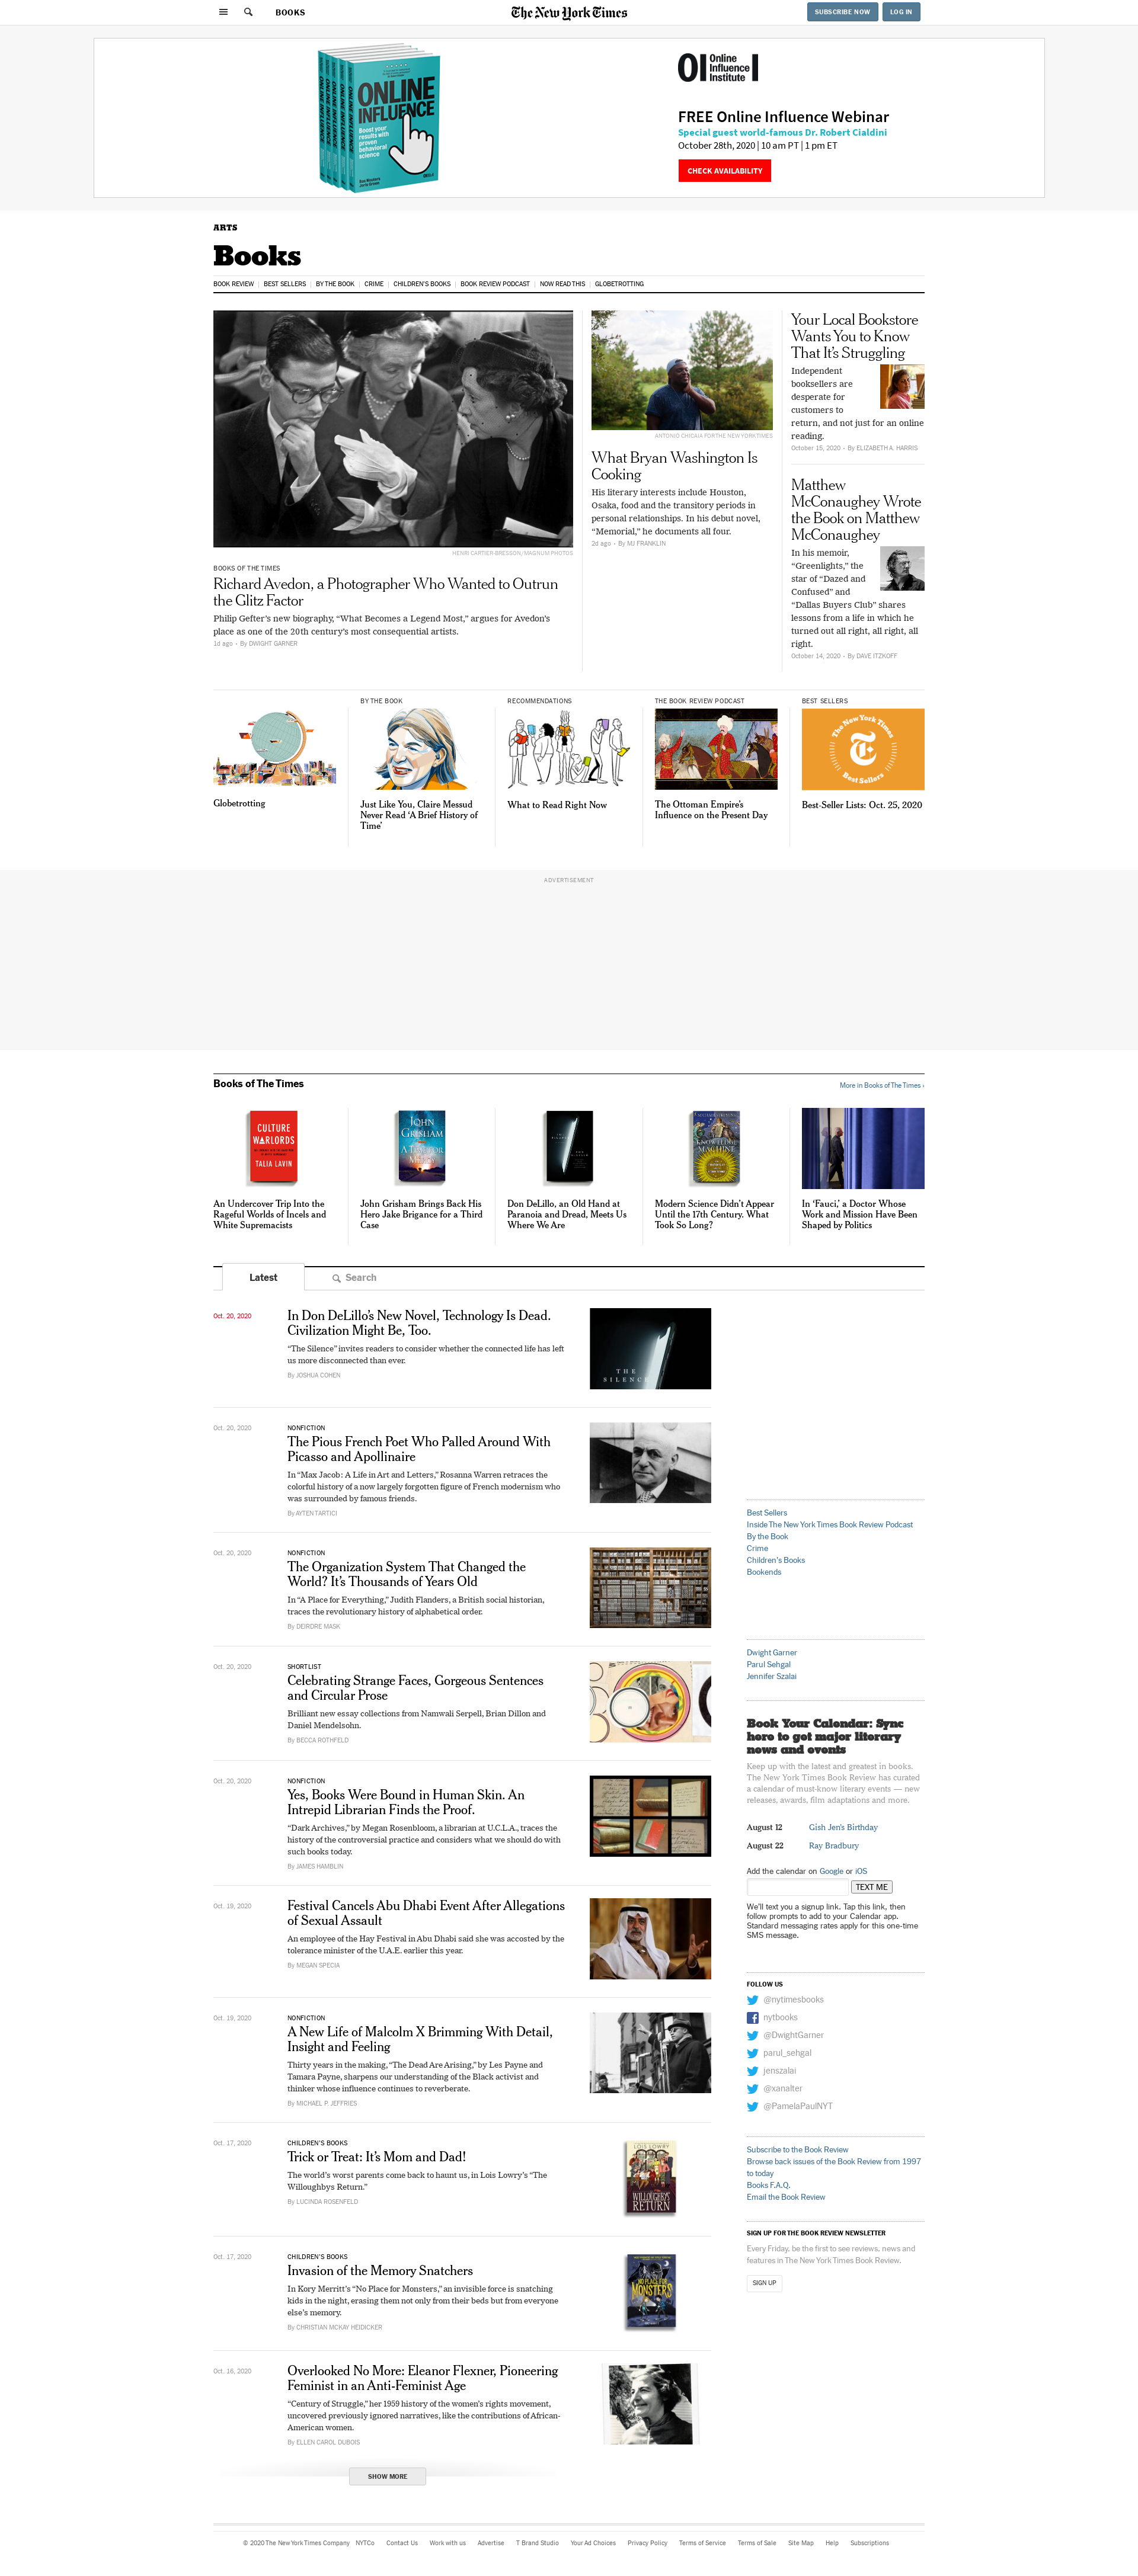 BOOKS
The New York Times
SUBSCRIBE NOW
LOG IN
ONLINE
INFLUENCE
Boost your
results with
proven
behavioral
science
OI Online
Influence
Institute
FREE Online Influence Webinar
Special guest world-famous Dr. Robert Cialdini
October 28th, 2020 | 10 am PT | 1 pm ET
CHECK AVAILABILITY
ARTS
Books
BOOK REVIEW
BEST SELLERS
BY THE BOOK
CRIME
CHILDREN'S BOOKS
BOOK REVIEW PODCAST
NOW READ THIS
GLOBETROTTING
HENRI CARTIER-BRESSON/MAGNUM PHOTOS
BOOKS OF THE TIMES
Richard Avedon, a Photographer Who Wanted to Outrun
the Glitz Factor
Philip Gefter's new biography, “What Becomes a Legend Most,” argues for Avedon's
place as one of the 20th century's most consequential artists.
1d ago - By DWIGHT GARNER
ANTONIO CHICAIA FOR THE NEW YORK TIMES
What Bryan Washington Is
Cooking
His literary interests include Houston,
Osaka, food and the transitory periods in
personal relationships. In his debut novel,
“Memorial,” he documents all four.
2d ago - By MJ FRANKLIN
Your Local Bookstore
Wants You to Know
That It's Struggling
Independent
booksellers are
desperate for
customers to
return, and not just for an online
reading.
October 15, 2020 - By ELIZABETH A. HARRIS
Matthew
McConaughey Wrote
the Book on Matthew
McConaughey
In his memoir,
“Greenlights,” the
star of “Dazed and
Confused” and
“Dallas Buyers Club” shares
lessons from a life in which he
turned out all right, all right, all
right.
October 14, 2020 - By DAVE ITZKOFF
Globetrotting
BY THE BOOK
Just Like You, Claire Messud
Never Read ‘A Brief History of
Time’
RECOMMENDATIONS
What to Read Right Now
THE BOOK REVIEW PODCAST
The Ottoman Empire's
Influence on the Present Day
BEST SELLERS
The New York Times
Best Sellers
Best-Seller Lists: Oct. 25, 2020
ADVERTISEMENT
Books of The Times
More in Books of The Times ›
CULTURE
WARLORDS
TALIA LAVIN
An Undercover Trip Into the
Rageful Worlds of Incels and
White Supremacists
JOHN
GRISHAM
A TIME FOR
MERCY
John Grisham Brings Back His
Hero Jake Brigance for a Third
Case
Don DeLillo, an Old Hand at
Paranoia and Dread, Meets Us
Where We Are
KNOWLEDGE
MACHINE
Modern Science Didn't Appear
Until the 17th Century. What
Took So Long?
In ‘Fauci,’ a Doctor Whose
Work and Mission Have Been
Shaped by Politics
Latest
Search
Oct. 20, 2020
In Don DeLillo's New Novel, Technology Is Dead.
Civilization Might Be, Too.
“The Silence” invites readers to consider whether the connected life has left
us more disconnected than ever.
By JOSHUA COHEN
THE
SILENCE
Oct. 20, 2020
NONFICTION
The Pious French Poet Who Palled Around With
Picasso and Apollinaire
In “Max Jacob: A Life in Art and Letters,” Rosanna Warren retraces the
colorful history of a now largely forgotten figure of French modernism who
was surrounded by famous friends.
By AYTEN TARTICI
Oct. 20, 2020
NONFICTION
The Organization System That Changed the
World? It's Thousands of Years Old
In “A Place for Everything,” Judith Flanders, a British social historian,
traces the revolutionary history of alphabetical order.
By DEIRDRE MASK
Oct. 20, 2020
SHORTLIST
Celebrating Strange Faces, Gorgeous Sentences
and Circular Prose
Brilliant new essay collections from Namwali Serpell, Brian Dillon and
Daniel Mendelsohn.
By BECCA ROTHFELD
Oct. 20, 2020
NONFICTION
Yes, Books Were Bound in Human Skin. An
Intrepid Librarian Finds the Proof.
“Dark Archives,” by Megan Rosenbloom, a librarian at U.C.L.A., traces the
history of the controversial practice and considers what we should do with
such books today.
By JAMES HAMBLIN
Oct. 19, 2020
Festival Cancels Abu Dhabi Event After Allegations
of Sexual Assault
An employee of the Hay Festival in Abu Dhabi said she was accosted by the
tolerance minister of the U.A.E. earlier this year.
By MEGAN SPECIA
Oct. 19, 2020
NONFICTION
A New Life of Malcolm X Brimming With Detail,
Insight and Feeling
Thirty years in the making, “The Dead Are Arising,” by Les Payne and
Tamara Payne, sharpens our understanding of the Black activist and
thinker whose influence continues to reverberate.
By MICHAEL P. JEFFRIES
Oct. 17, 2020
CHILDREN'S BOOKS
Trick or Treat: It's Mom and Dad!
The world's worst parents come back to haunt us, in Lois Lowry's “The
Willoughbys Return.”
By LUCINDA ROSENFELD
LOIS LOWRY
WILLOUGHBYS
RETURN
Oct. 17, 2020
CHILDREN'S BOOKS
Invasion of the Memory Snatchers
In Kory Merritt's “No Place for Monsters,” an invisible force is snatching
kids in the night, erasing them not only from their beds but from everyone
else's memory.
By CHRISTIAN MCKAY HEIDICKER
NO PLACE FOR
MONSTERS
Oct. 16, 2020
Overlooked No More: Eleanor Flexner, Pioneering
Feminist in an Anti-Feminist Age
“Century of Struggle,” her 1959 history of the women's rights movement,
uncovered previously ignored narratives, like the contributions of African-
American women.
By ELLEN CAROL DUBOIS
SHOW MORE
Best Sellers
Inside The New York Times Book Review Podcast
By the Book
Crime
Children's Books
Bookends
Dwight Garner
Parul Sehgal
Jennifer Szalai
Book Your Calendar: Sync
here to get major literary
news and events
Keep up with the latest and greatest in books.
The New York Times Book Review has curated
a calendar of must-know literary events — new
releases, awards, film adaptations and more.
August 12 Gish Jen's Birthday
August 22 Ray Bradbury
Add the calendar on Google or iOS
TEXT ME
We'll text you a signup link. Tap this link, then
follow prompts to add to your Calendar app.
Standard messaging rates apply for this one-time
SMS message.
FOLLOW US
@nytimesbooks
nytbooks
@DwightGarner
parul_sehgal
jenszalai
@xanalter
@PamelaPaulNYT
Subscribe to the Book Review
Browse back issues of the Book Review from 1997
to today
Books F.A.Q.
Email the Book Review
SIGN UP FOR THE BOOK REVIEW NEWSLETTER
Every Friday, be the first to see reviews, news and
features in The New York Times Book Review.
SIGN UP
© 2020 The New York Times Company NYTCo Contact Us Work with us Advertise T Brand Studio Your Ad Choices Privacy Policy Terms of Service Terms of Sale Site Map Help Subscriptions